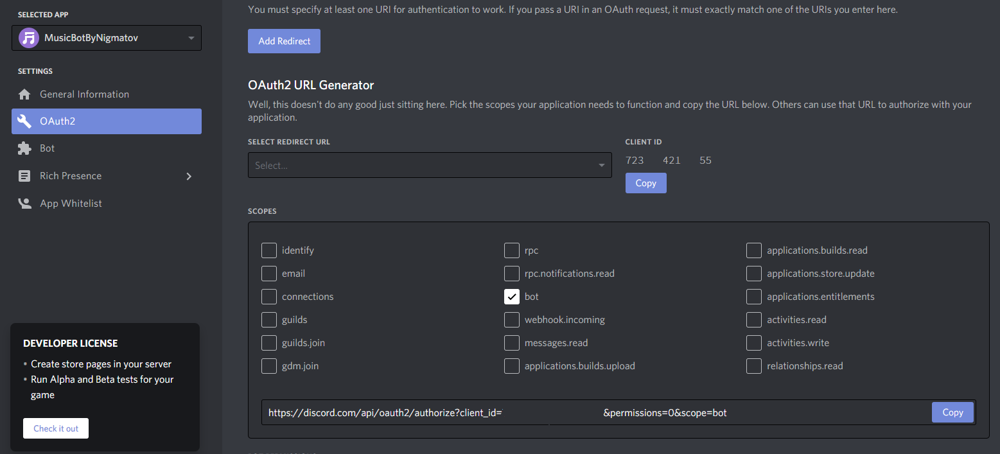 SELECTED APP
MusicBotByNigmatov
SETTINGS
General Information
OAuth2
Bot
Rich Presence
App Whitelist
DEVELOPER LICENSE
• Create store pages in your server
• Run Alpha and Beta tests for your
game
Check it out
You must specify at least one URI for authentication to work. If you pass a URI in an OAuth request, it must exactly match one of the URIs you enter here.
Add Redirect
OAuth2 URL Generator
Well, this doesn't do any good just sitting here. Pick the scopes your application needs to function and copy the URL below. Others can use that URL to authorize with your
application.
SELECT REDIRECT URL
Select...
CLIENT ID
723 421 55
Copy
SCOPES
identify
email
connections
guilds
guilds.join
gdm.join
rpc
rpc.notifications.read
bot
webhook.incoming
messages.read
applications.builds.upload
applications.builds.read
applications.store.update
applications.entitlements
activities.read
activities.write
relationships.read
https://discord.com/api/oauth2/authorize?client_id= &permissions=0&scope=bot
Copy